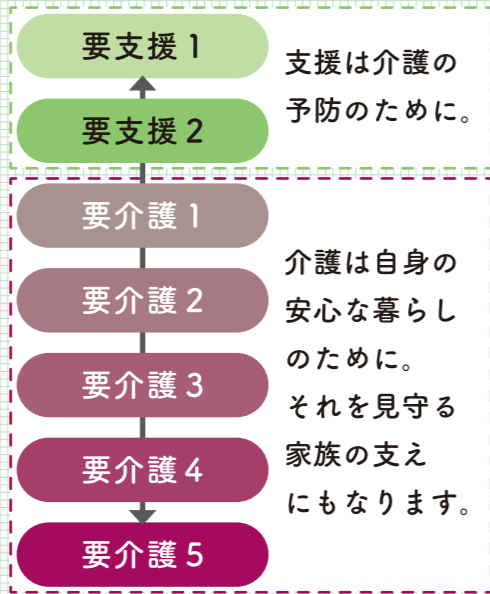 要支援1
要支援2
支援は介護の
予防のために。
要介護1
要介護2
要介護3
要介護4
要介護5
介護は自身の
安心な暮らし
のために。
それを見守る
家族の支え
にもなります。